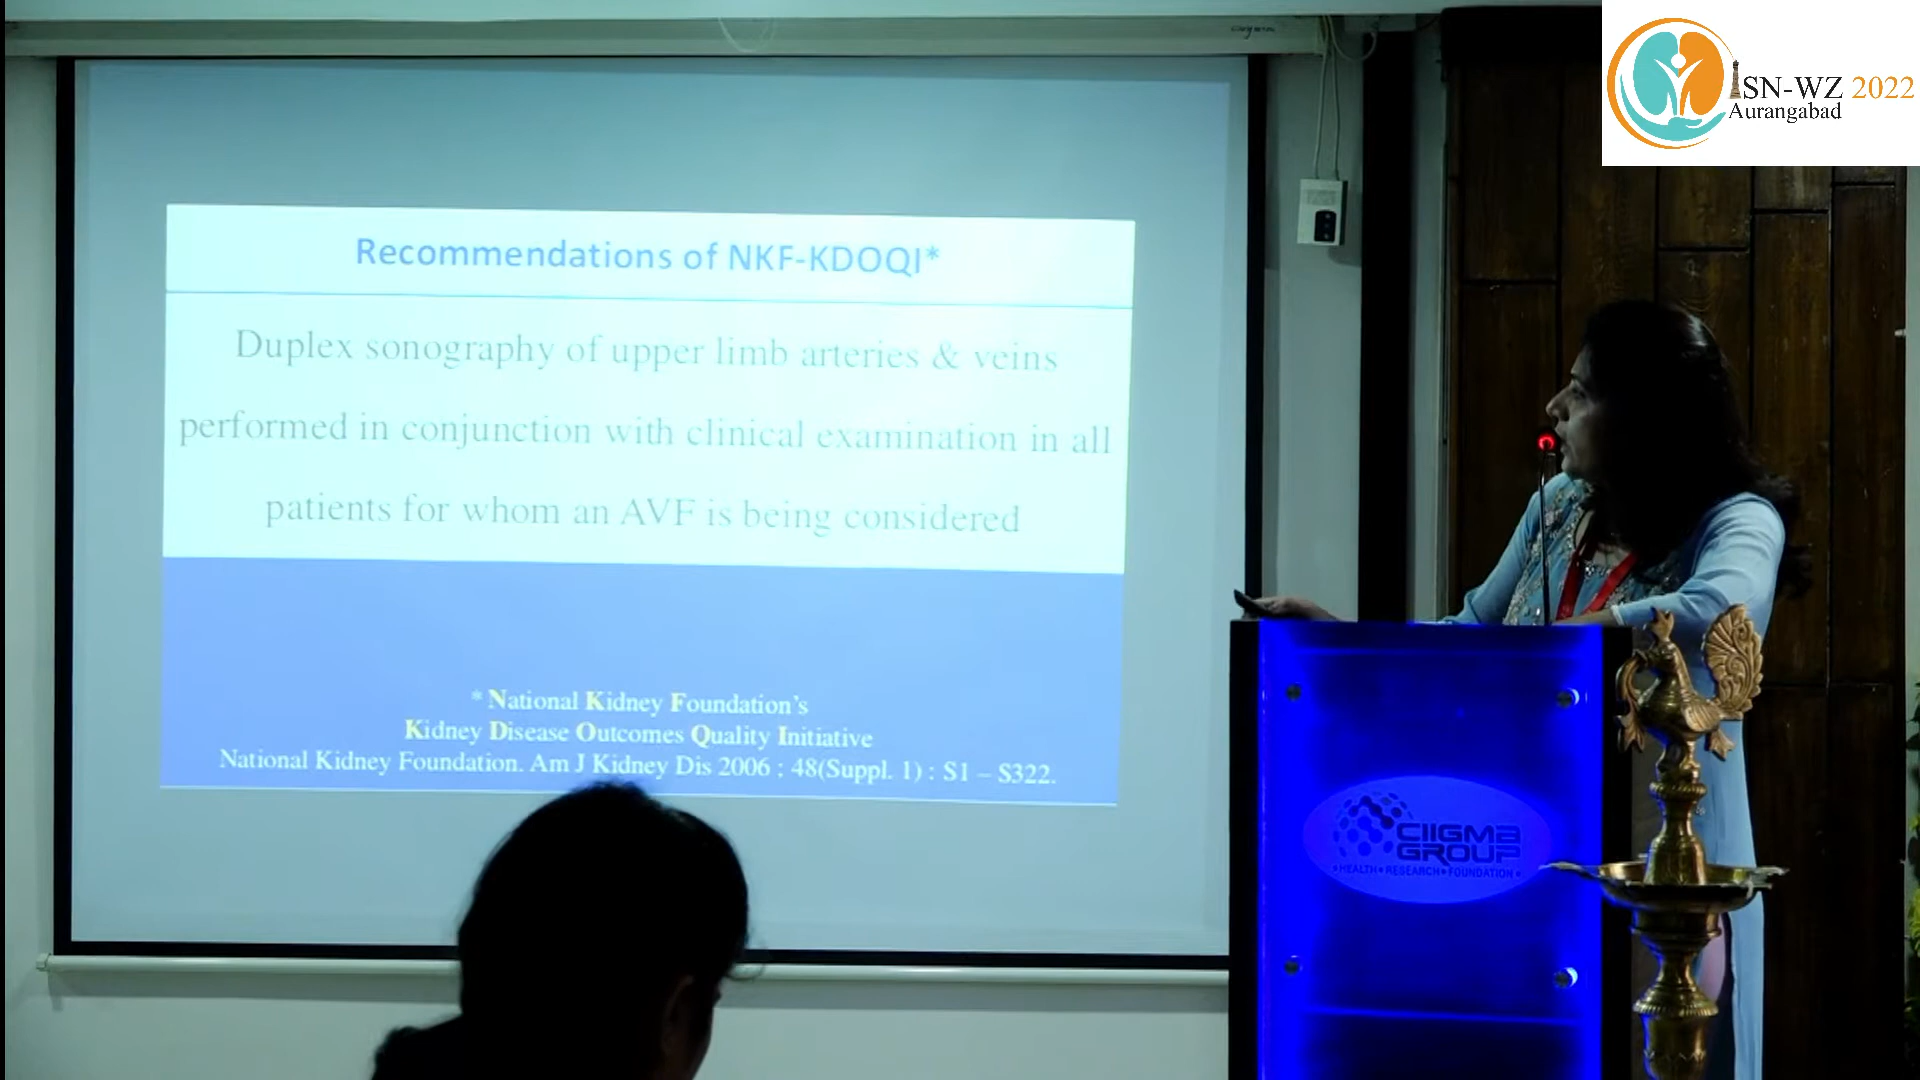 Recommendations of NKF-KDOQI*
Duplex sonography of upper limb arteries & veins
performed in conjunction with clinical examination in all
patients for whom an AVF is being considered
* National Kidney Foundation's
Kidney Disease Outcomes Quality Initiative
National Kidney Foundation. Am J Kidney Dis 2006 ; 48(Suppl. 1) : S1 – S322.
ISN-WZ 2022
Aurangabad
CIIGMA
GROUP
HEALTH • RESEARCH • FOUNDATION